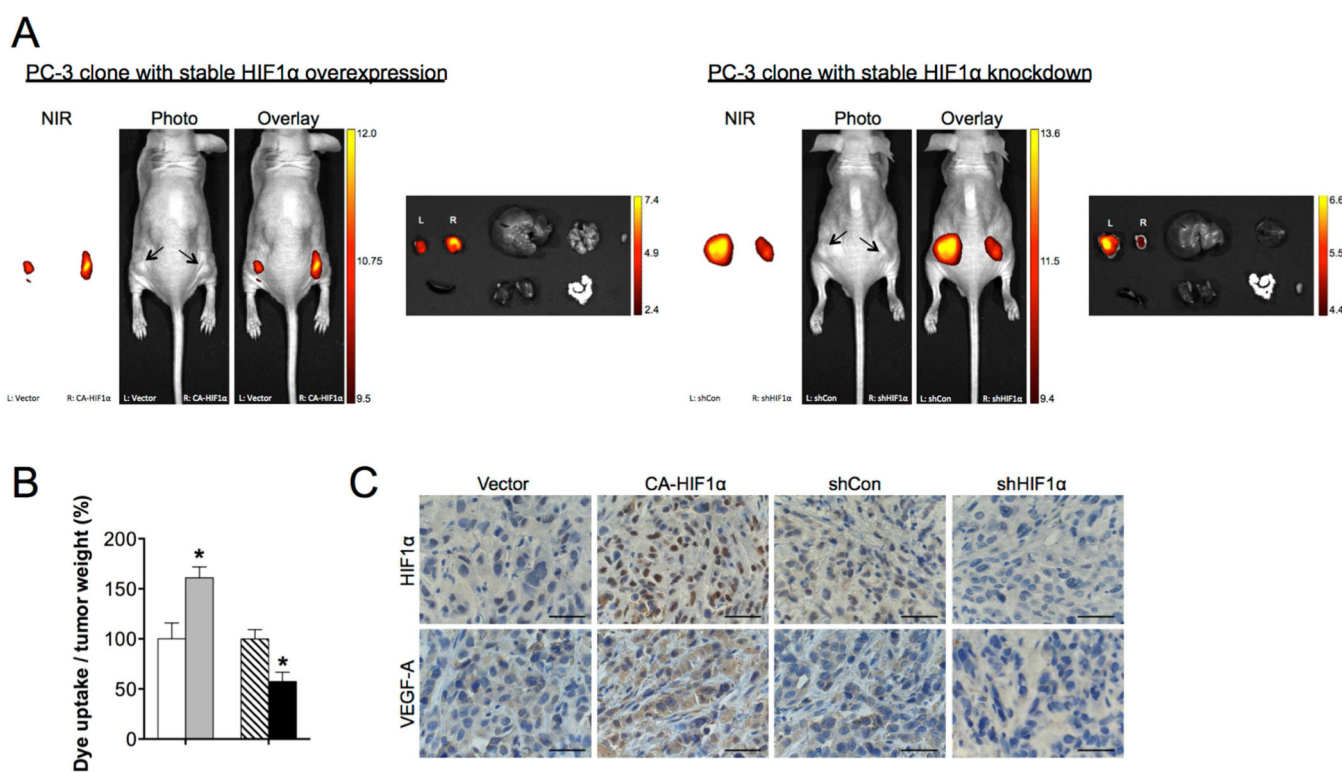 A
PC-3 clone with stable HIF1α overexpression
NIR
Photo
Overlay
12.0
10.75
9.5
L: Vector
R: CA-HIF1α
L: Vector
R: CA-HIF1α
L: Vector
R: CA-HIF1α
L
R
7.4
4.9
2.4
PC-3 clone with stable HIF1α knockdown
NIR
Photo
Overlay
13.6
11.5
9.4
L: shCon
R: shHIF1α
L: shCon
R: shHIF1α
L: shCon
R: shHIF1α
L
R
6.6
5.5
4.4
B
Dye uptake / tumor weight (%)
200
150
100
50
0
*
*
C
Vector
CA-HIF1α
shCon
shHIF1α
HIF1α
VEGF-A